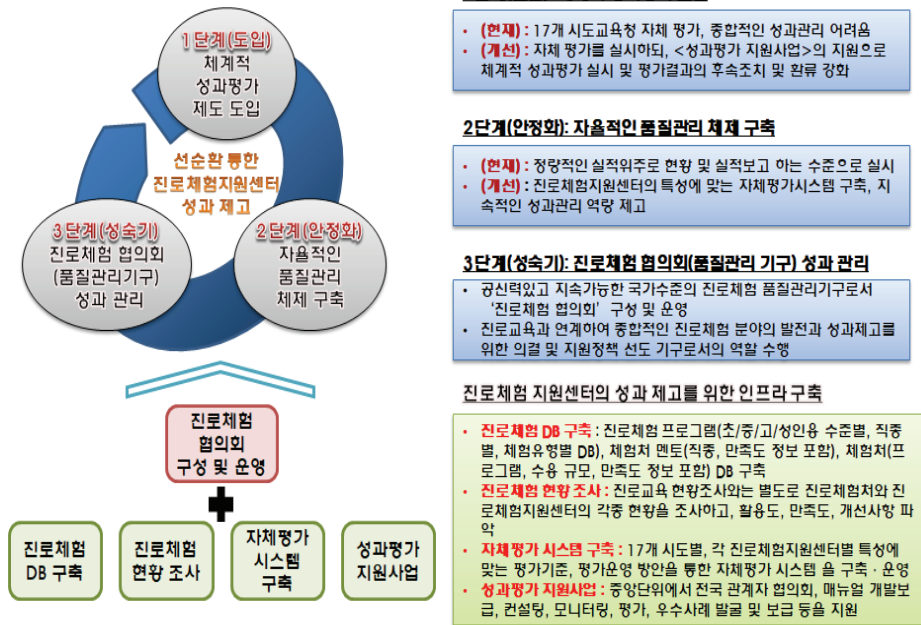 1단계(도입)
체계적
성과평가
제도 도입
선순환 통한
진로체험지원센터
성과 제고
3단계(성숙기)
진로체험 협의회
(품질관리기구)
성과 관리
2단계(안정화)
자율적인
품질관리
체제 구축
진로체험
협의회
구성 및 운영
진로체험
DB 구축
진로체험
현황 조사
자체평가
시스템
구축
성과평가
지원사업
• (현재) : 17개 시도교육청 자체 평가, 종합적인 성과관리 어려움
• (개선) : 자체 평가를 실시하되, <성과평가 지원사업>의 지원으로
체계적 성과평가 실시 및 평가결과의 후속조치 및 환류 강화
2단계(안정화): 자율적인 품질관리 체제 구축
• (현재) : 정량적인 실적위주로 현황 및 실적보고 하는 수준으로 실시
• (개선) : 진로체험지원센터의 특성에 맞는 자체평가시스템 구축, 지
속적인 성과관리 역량 제고
3단계(성숙기): 진로체험 협의회(품질관리 기구) 성과 관리
• 공신력있고 지속가능한 국가수준의 진로체험 품질관리기구로서
‘진로체험 협의회’ 구성 및 운영
• 진로교육과 연계하여 종합적인 진로체험 분야의 발전과 성과제고를
위한 의결 및 지원정책 선도 기구로서의 역할 수행
진로체험 지원센터의 성과 제고를 위한 인프라 구축
• 진로체험 DB 구축 : 진로체험 프로그램(초/중/고/성인용 수준별, 직종
별, 체험유형별 DB), 체험처 멘토(직종, 만족도 정보 포함), 체험처(프
로그램, 수용 규모, 만족도 정보 포함) DB 구축
• 진로체험 현황 조사 : 진로교육 현황조사와는 별도로 진로체험처와 진
로체험지원센터의 각종 현황을 조사하고, 활용도, 만족도, 개선사항 파
악
• 자체평가 시스템 구축 : 17개 시도별, 각 진로체험지원센터별 특성에
맞는 평가기준, 평가운영 방안을 통한 자체평가 시스템 을 구축·운영
• 성과평가 지원사업 : 중앙단위에서 전국 관계자 협의회, 매뉴얼 개발보
급, 컨설팅, 모니터링, 평가, 우수사례 발굴 및 보급 등을 지원